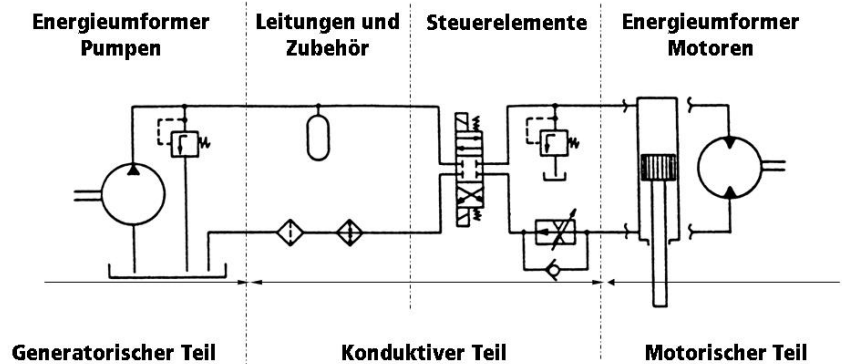 Energieumformer
Pumpen
Leitungen und
Zubehör
Steuerelemente
Energieumformer
Motoren
Generatorischer Teil
Konduktiver Teil
Motorischer Teil